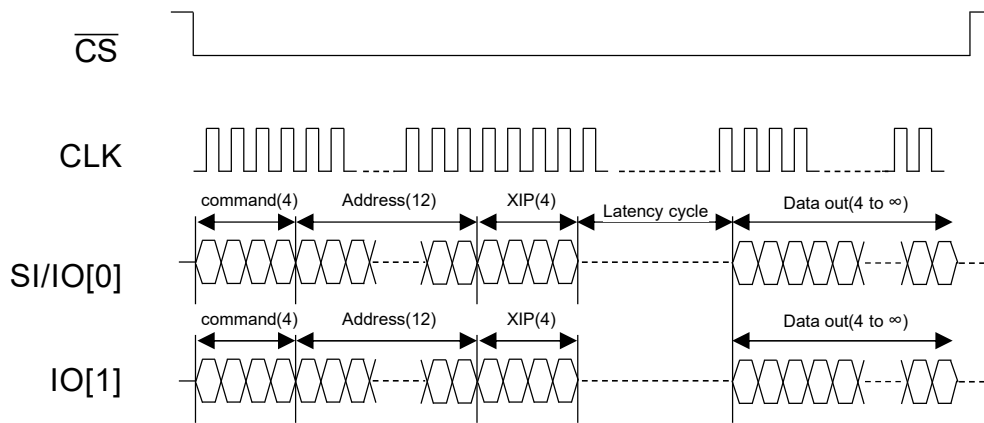 CS
CLK
command(4) Address(12) XIP(4) Latency cycle Data out(4 to ∞)
SI/IO[0]
command(4) Address(12) XIP(4) Data out(4 to ∞)
IO[1]